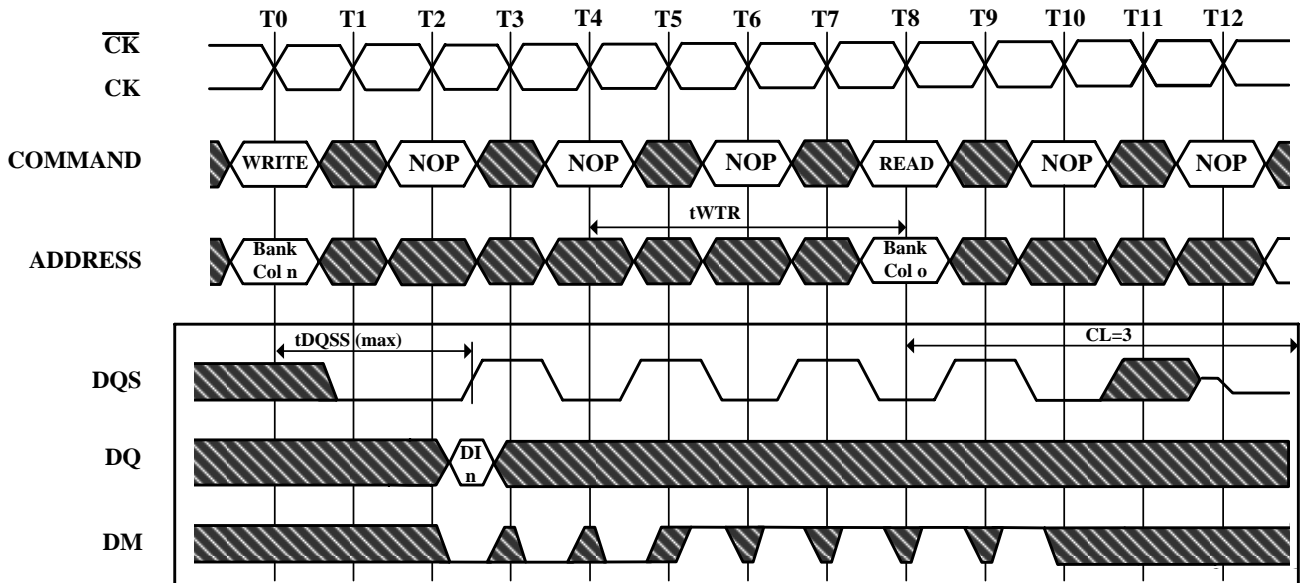 T0 T1 T2 T3 T4 T5 T6 T7 T8 T9 T10 T11 T12
CK
CK
COMMAND WRITE NOP NOP NOP READ NOP NOP
tWTR
ADDRESS Bank Col n Bank Col o
tDQSS (max) CL=3
DQS
DQ DI n
DM